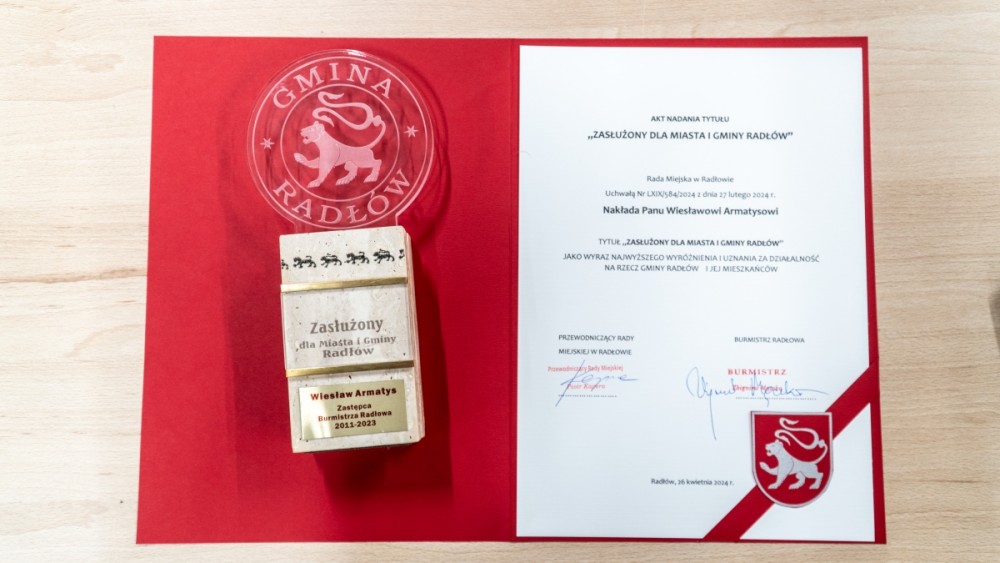 GMINA
RADŁÓW
Zasłużony
dla Miasta i Gminy
Radłów
Wiesław Armatys
Zastępca
Burmistrza Radłowa
2011-2023
AKT NADANIA TYTUŁU
„ZASŁUŻONY DLA MIASTA I GMINY RADŁÓW”
Rada Miejska w Radłowie
Uchwałą Nr LXIX/584/2024 z dnia 27 lutego 2024 r.
Nakłada Panu Wiesławowi Armatysowi
TYTUŁ „ZASŁUŻONY DLA MIASTA I GMINY RADŁÓW”
JAKO WYRAZ NAJWYŻSZEGO WYRÓŻNIENIA I UZNANIA ZA DZIAŁALNOŚĆ
NA RZECZ GMINY RADŁÓW I JEJ MIESZKAŃCÓW
PRZEWODNICZĄCY RADY
MIEJSKIEJ W RADŁOWIE
BURMISTRZ RADŁOWA
Przewodniczący Rady Miejskiej
Piotr
BURMISTRZ
Zbigniew
Radłów, 26 kwietnia 2024 r.